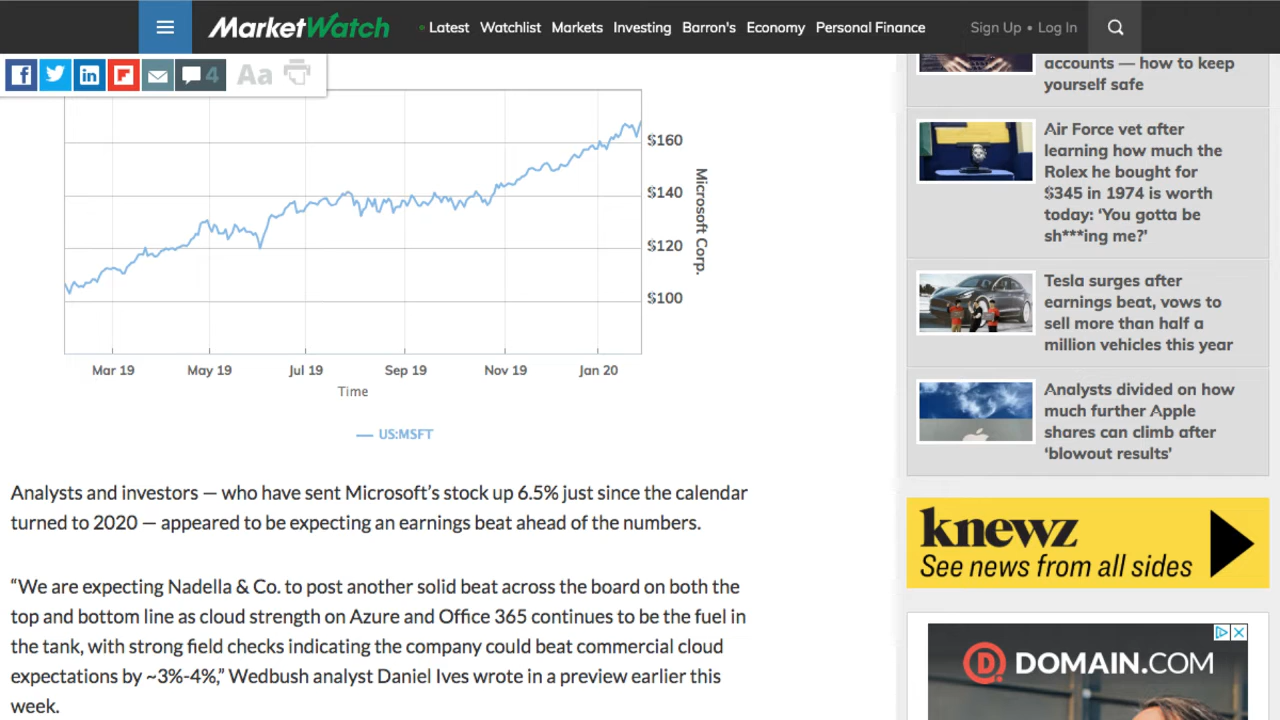 MarketWatch
Latest Watchlist Markets Investing Barron's Economy Personal Finance
Sign Up • Log In
4 Aa
$160
$140
$120
$100
Microsoft Corp.
Mar 19 May 19 Jul 19 Sep 19 Nov 19 Jan 20
Time
US:MSFT
Analysts and investors — who have sent Microsoft’s stock up 6.5% just since the calendar
turned to 2020 — appeared to be expecting an earnings beat ahead of the numbers.
“We are expecting Nadella & Co. to post another solid beat across the board on both the
top and bottom line as cloud strength on Azure and Office 365 continues to be the fuel in
the tank, with strong field checks indicating the company could beat commercial cloud
expectations by ~3%-4%,” Wedbush analyst Daniel Ives wrote in a preview earlier this
week.
accounts — how to keep
yourself safe
Air Force vet after
learning how much the
Rolex he bought for
$345 in 1974 is worth
today: ‘You gotta be
sh***ing me?’
Tesla surges after
earnings beat, vows to
sell more than half a
million vehicles this year
Analysts divided on how
much further Apple
shares can climb after
‘blowout results’
knewz
See news from all sides
DOMAIN.COM